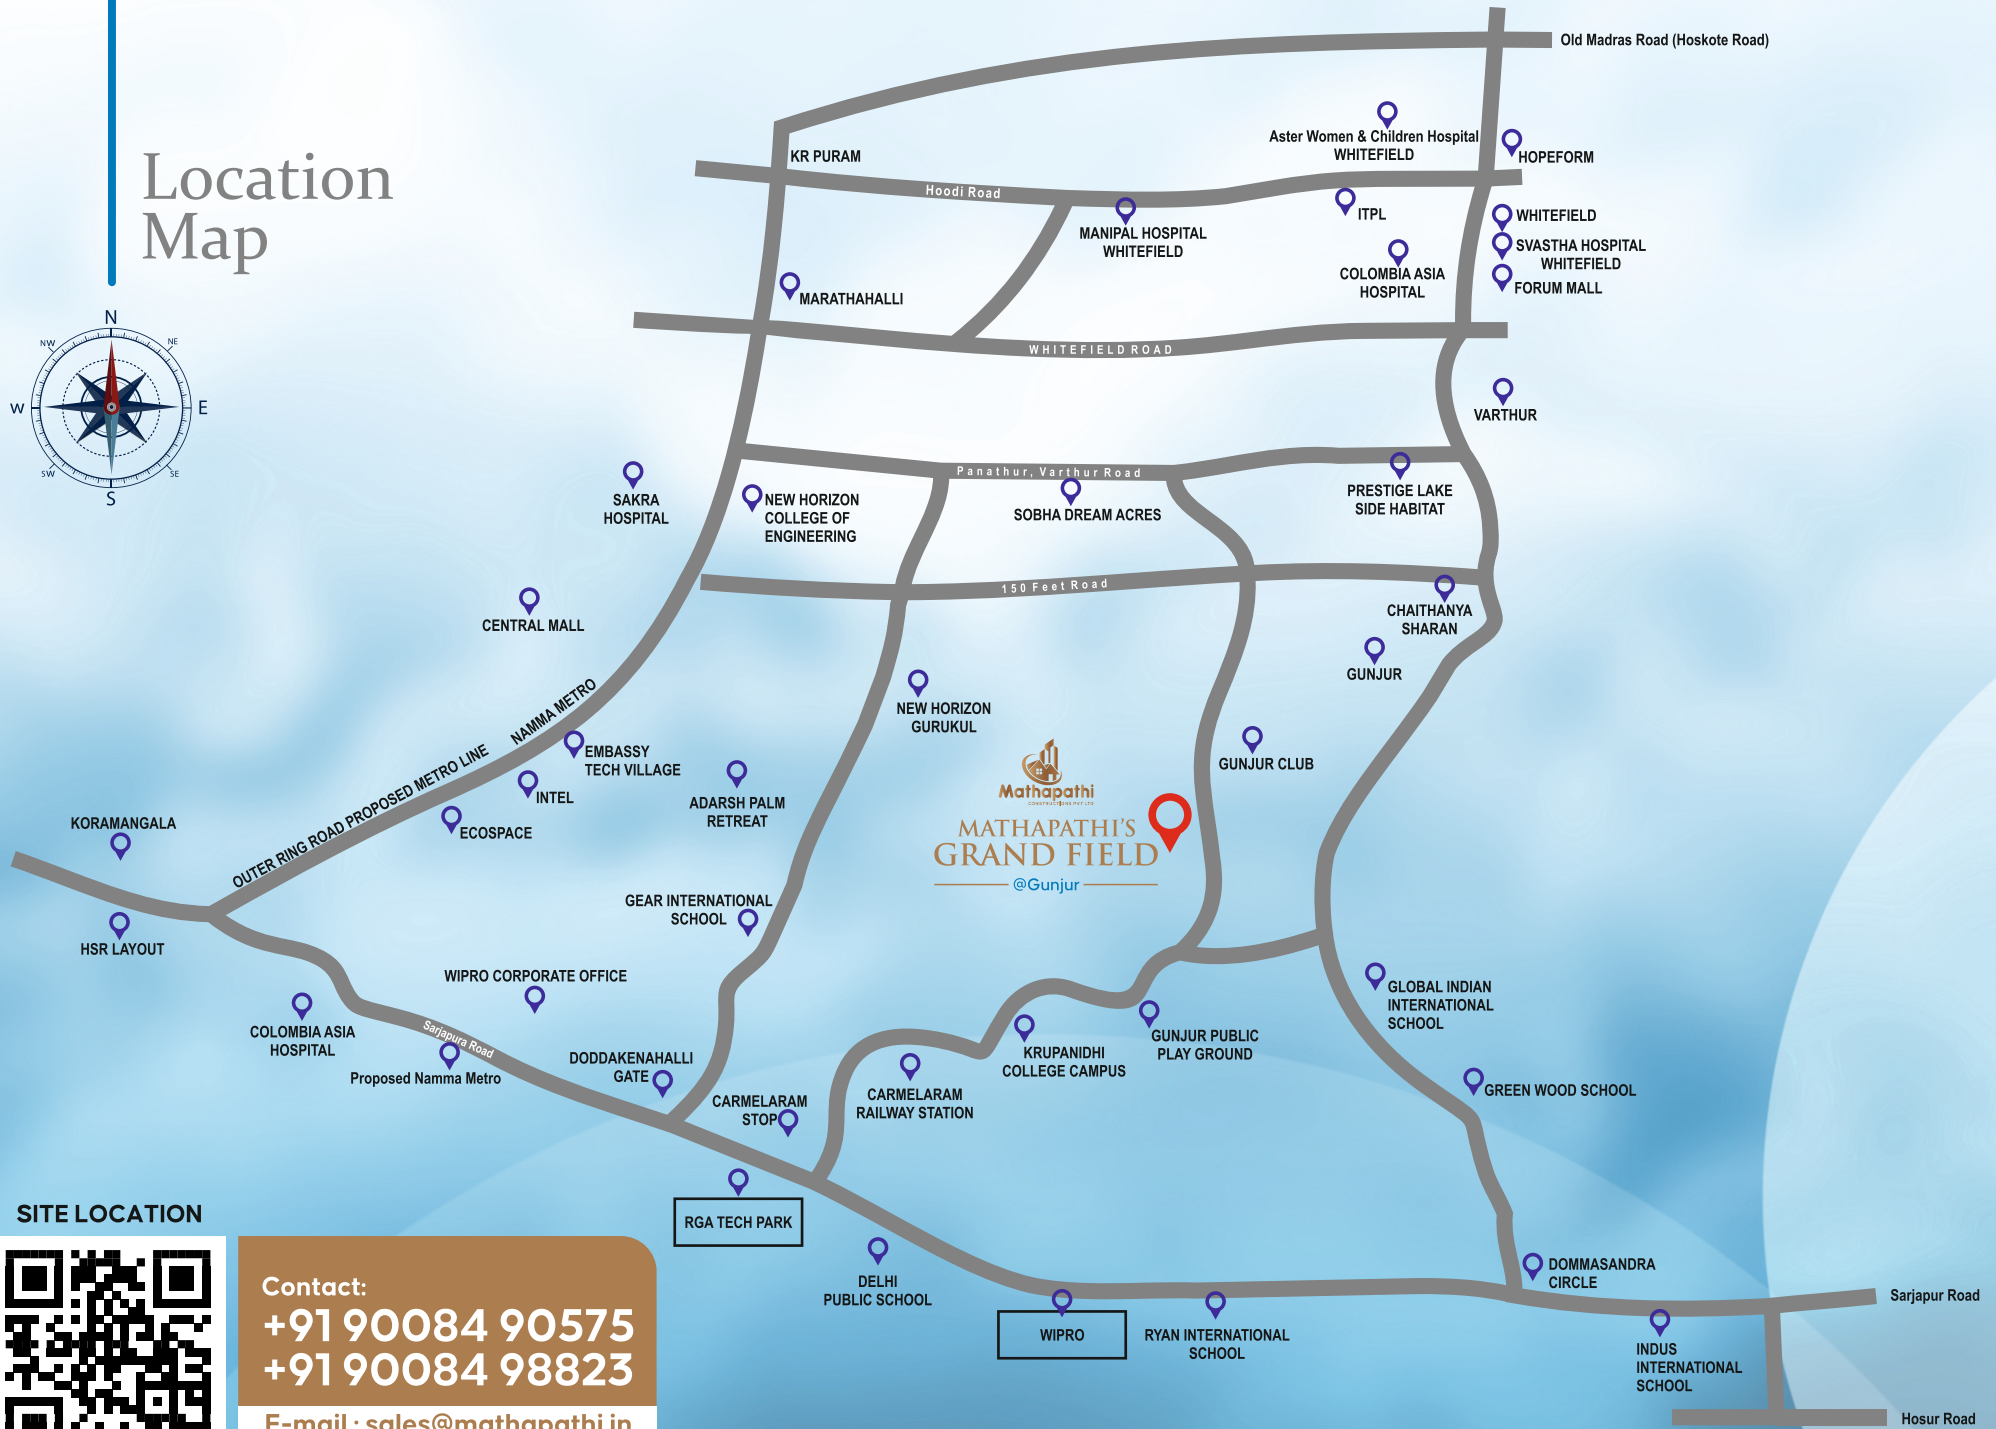 Old Madras Road (Hoskote Road)
Location
Map
Aster Women & Children Hospital
WHITEFIELD
HOPEFORM
KR PURAM
Hoodi Road
ITPL
WHITEFIELD
MANIPAL HOSPITAL
WHITEFIELD
SVASTHA HOSPITAL
WHITEFIELD
COLOMBIA ASIA
HOSPITAL
FORUM MALL
MARATHAHALLI
WHITEFIELD ROAD
N
NW
NE
W
E
SW
SE
S
VARTHUR
Panathur, Varthur Road
SAKRA
HOSPITAL
NEW HORIZON
COLLEGE OF
ENGINEERING
SOBHA DREAM ACRES
PRESTIGE LAKE
SIDE HABITAT
150 Feet Road
CENTRAL MALL
CHAITHANYA
SHARAN
GUNJUR
NEW HORIZON
GURUKUL
NAMMA METRO
OUTER RING ROAD PROPOSED METRO LINE
EMBASSY
TECH VILLAGE
INTEL
ECOSPACE
ADARSH PALM
RETREAT
GUNJUR CLUB
Mathapathi
CONSTRUCTIONS PVT LTD
MATHAPATHI'S
GRAND FIELD
@Gunjur
KORAMANGALA
HSR LAYOUT
GEAR INTERNATIONAL
SCHOOL
WIPRO CORPORATE OFFICE
COLOMBIA ASIA
HOSPITAL
Sarjapura Road
Proposed Namma Metro
DODDAKENAHALLI
GATE
CARMELARAM
STOP
CARMELARAM
RAILWAY STATION
KRUPANIDHI
COLLEGE CAMPUS
GUNJUR PUBLIC
PLAY GROUND
GLOBAL INDIAN
INTERNATIONAL
SCHOOL
GREEN WOOD SCHOOL
RGA TECH PARK
DELHI
PUBLIC SCHOOL
WIPRO
RYAN INTERNATIONAL
SCHOOL
DOMMASANDRA
CIRCLE
Sarjapur Road
INDUS
INTERNATIONAL
SCHOOL
Hosur Road
SITE LOCATION
Contact:
+91 90084 90575
+91 90084 98823
E-mail : sales@mathapathi.in